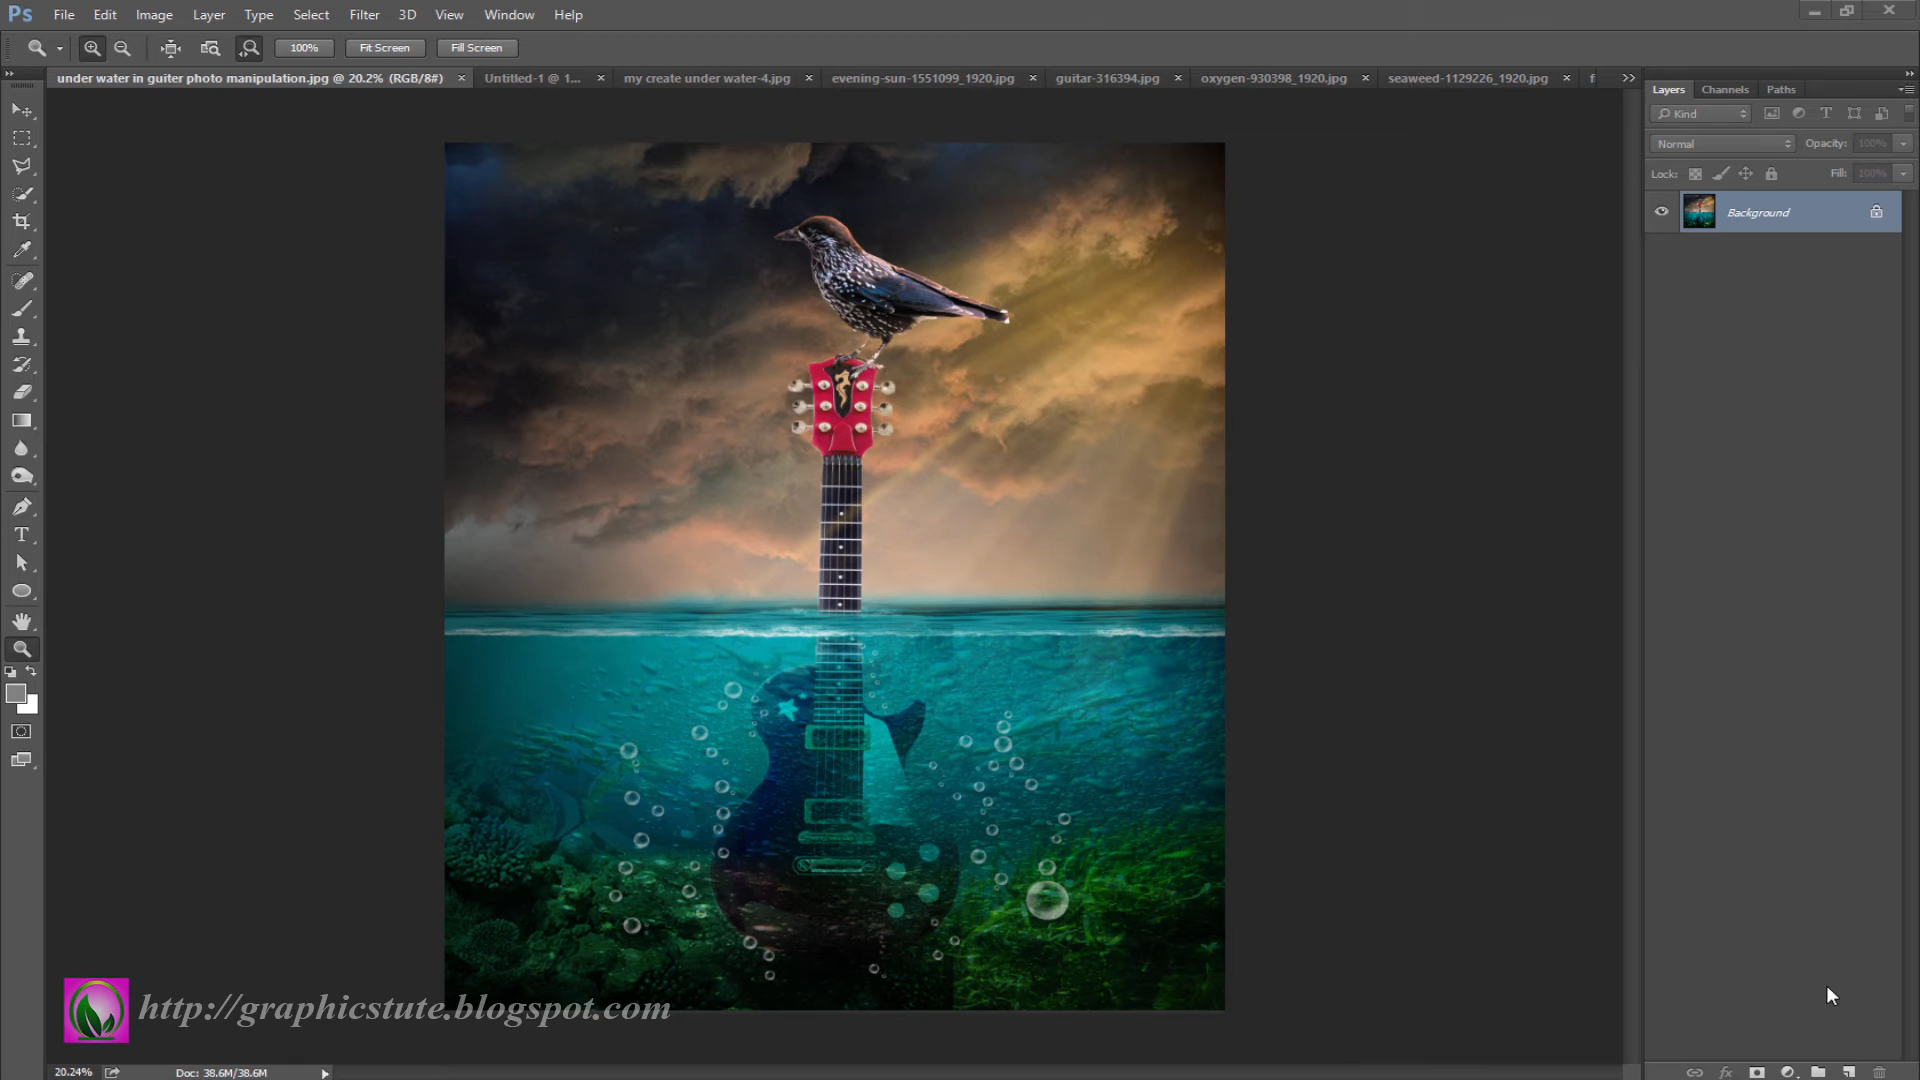 Ps File Edit Image Layer Type Select Filter 3D View Window Help
100% Fit Screen Fill Screen
under water in guiter photo manipulation.jpg @ 20.2% (RGB/8#) × Untitled-1 @ 1... × my create under water-4.jpg × evening-sun-1551099_1920.jpg × guitar-316394.jpg × oxygen-930398_1920.jpg × seaweed-1129226_1920.jpg × f
Layers Channels Paths
Kind
Normal Opacity: 100%
Lock: Fill: 100%
Background
http://graphicstute.blogspot.com
20.24% Doc: 38.6M/38.6M